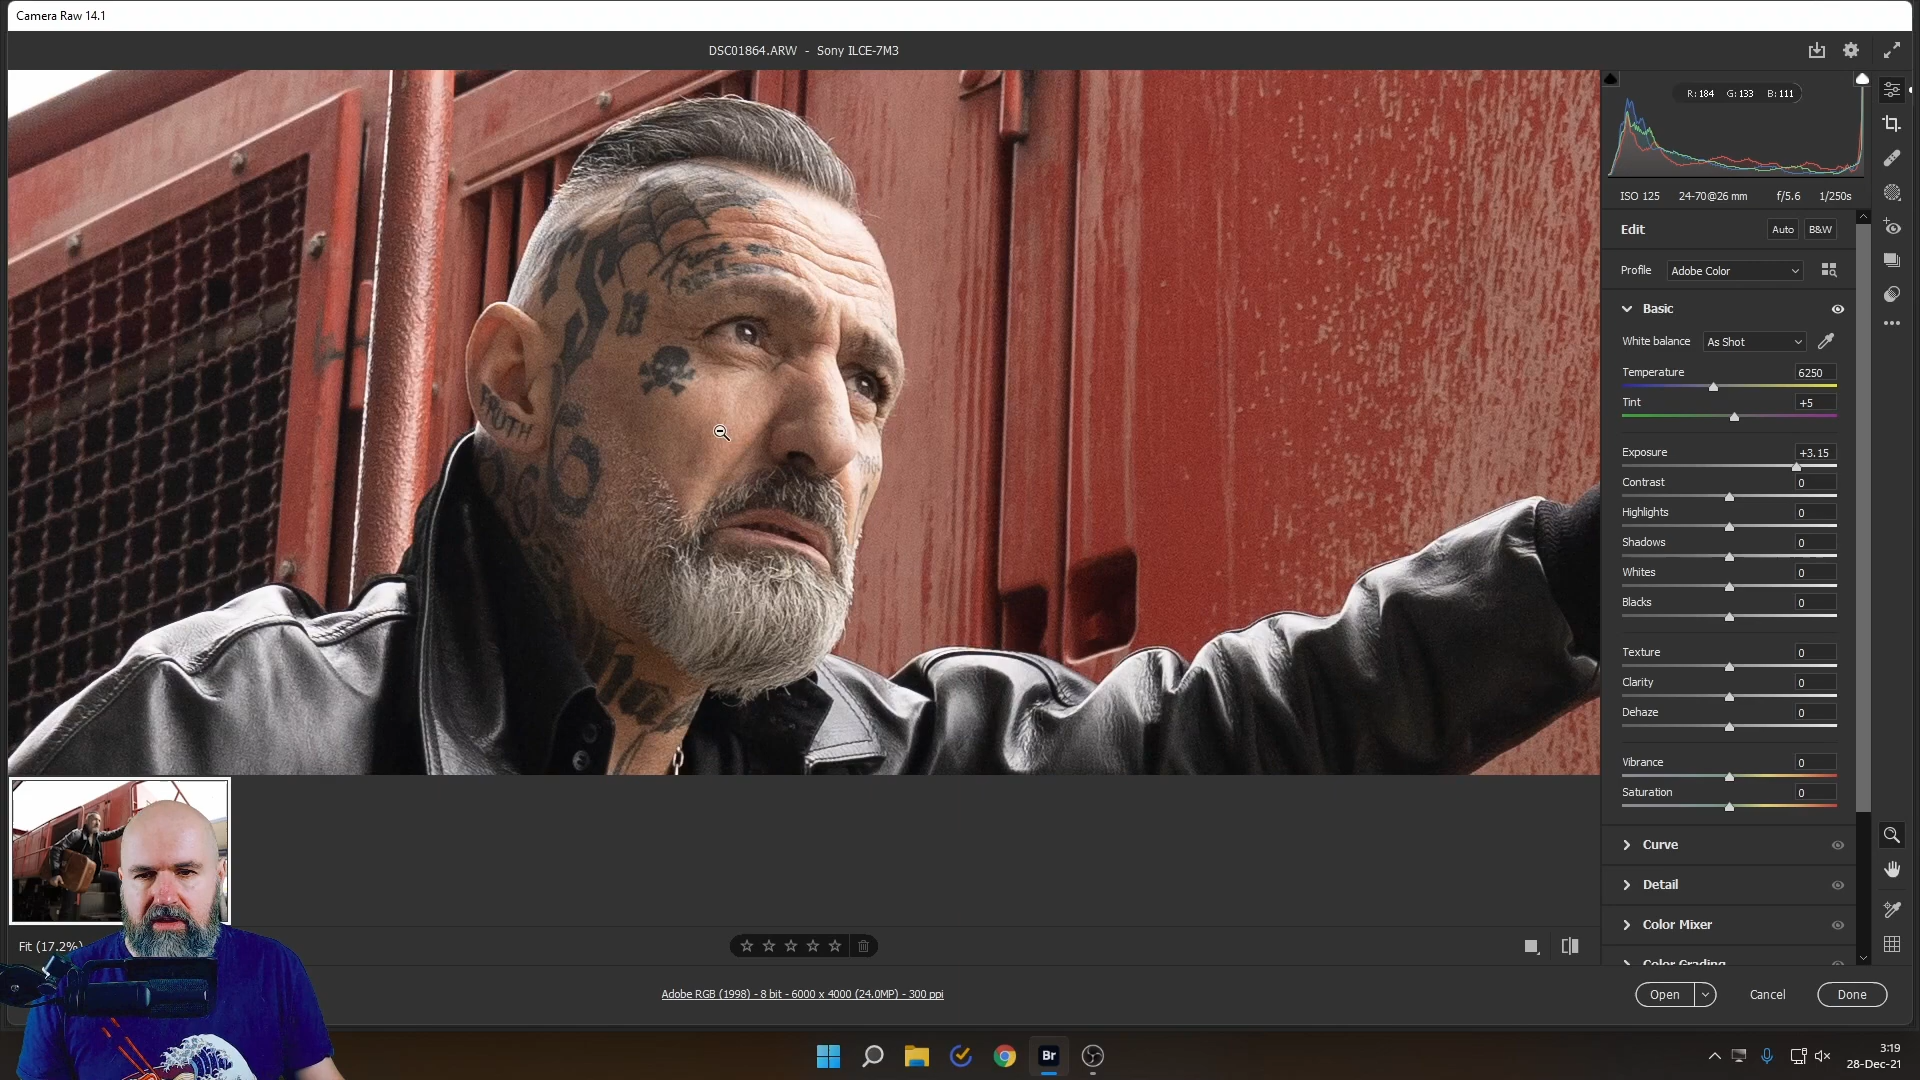 Camera Raw 14.1
DSC01864.ARW - Sony ILCE-7M3
R: 184 G: 133 B: 111
ISO 125 24-70@26 mm f/5.6 1/250s
Edit Auto B&W
Profile Adobe Color
Basic
White balance As Shot
Temperature 6250
Tint +5
Exposure +3.15
Contrast 0
Highlights 0
Shadows 0
Whites 0
Blacks 0
Texture 0
Clarity 0
Dehaze 0
Vibrance 0
Saturation 0
Curve
Detail
Color Mixer
Color Grading
TRUTH
Fit (17.2%)
Adobe RGB (1998) - 8 bit - 6000 x 4000 (24.0MP) - 300 ppi
Open Cancel Done
Br
3:19
28-Dec-21